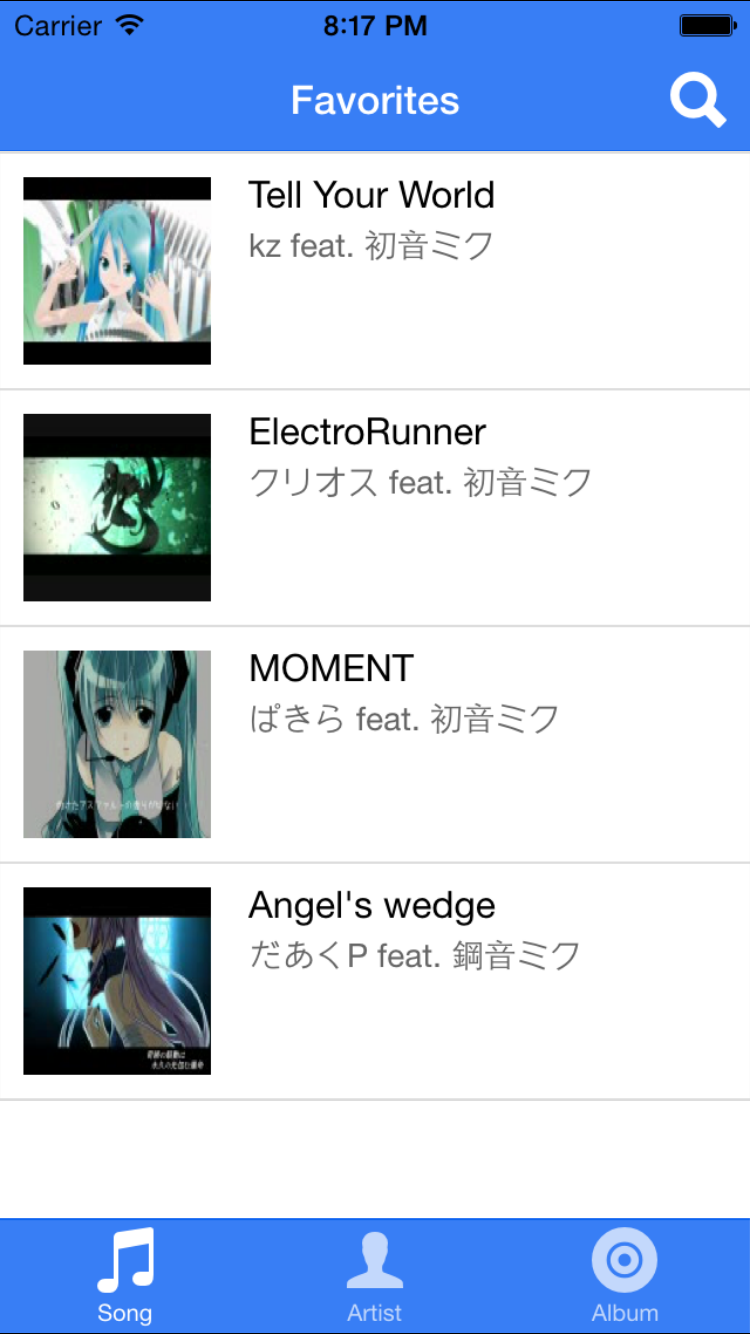 Carrier 8:17 PM
Favorites
Tell Your World
kz feat. 初音ミク
ElectroRunner
クリオス feat. 初音ミク
MOMENT
ぱきら feat. 初音ミク
Angel's wedge
だあくP feat. 鋼音ミク
Song Artist Album